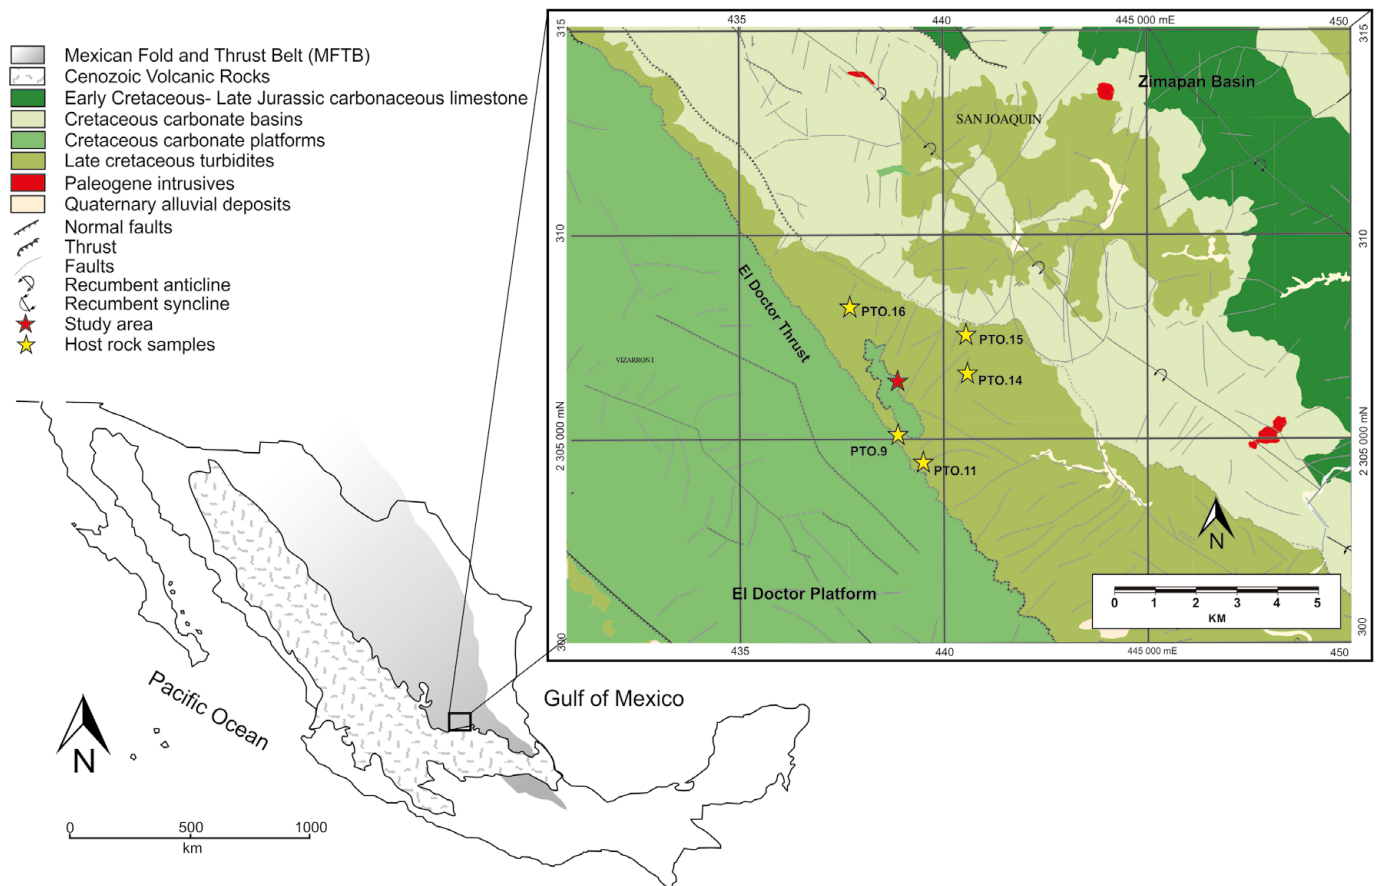 Mexican Fold and Thrust Belt (MFTB)
Cenozoic Volcanic Rocks
Early Cretaceous- Late Jurassic carbonaceous limestone
Cretaceous carbonate basins
Cretaceous carbonate platforms
Late cretaceous turbidites
Paleogene intrusives
Quaternary alluvial deposits
Normal faults
Thrust
Faults
Recumbent anticline
Recumbent syncline
Study area
Host rock samples
435
440
445 000 mE
450
315
315
Zimapan Basin
SAN JOAQUIN
310
310
El Doctor Thrust
PTO.16
PTO.15
VIZARRON I
PTO.14
2 305 000 mN
2 305 000 mN
PTO.9
PTO.11
N
El Doctor Platform
0 1 2 3 4 5
KM
300
300
435
440
445 000 mE
450
Pacific Ocean
Gulf of Mexico
N
0 500 1000
km